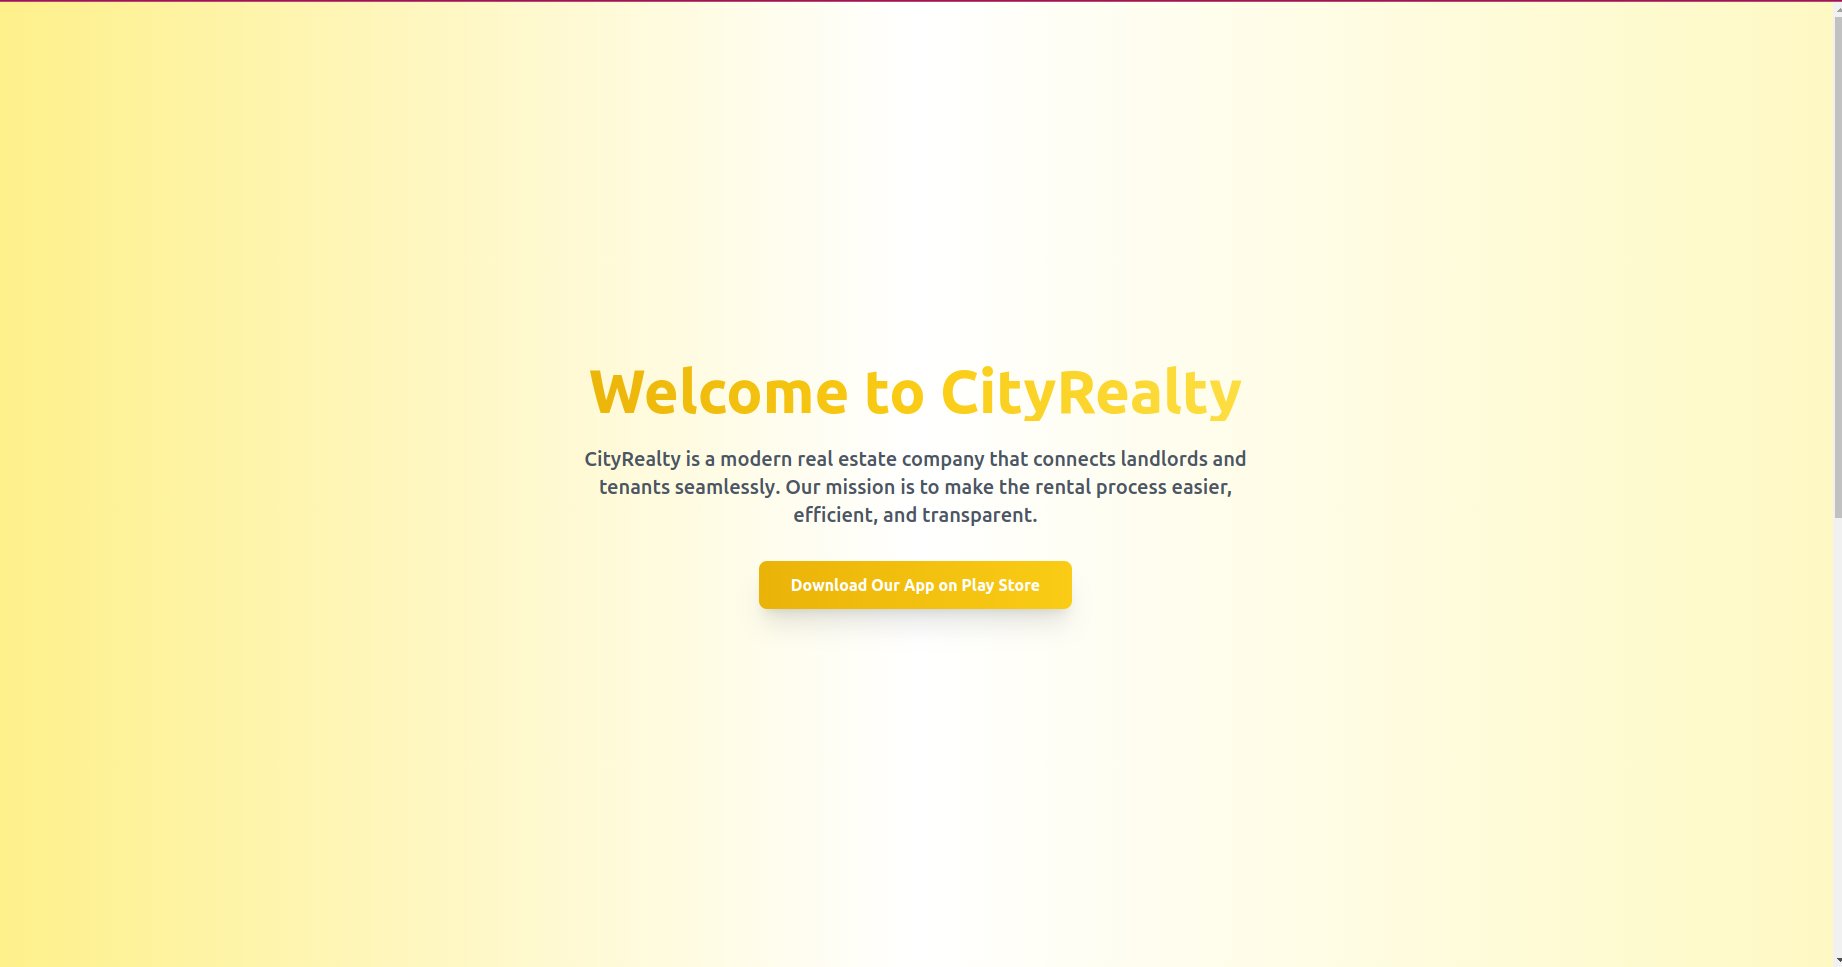 Welcome to CityRealty
CityRealty is a modern real estate company that connects landlords and
tenants seamlessly. Our mission is to make the rental process easier,
efficient, and transparent.
Download Our App on Play Store